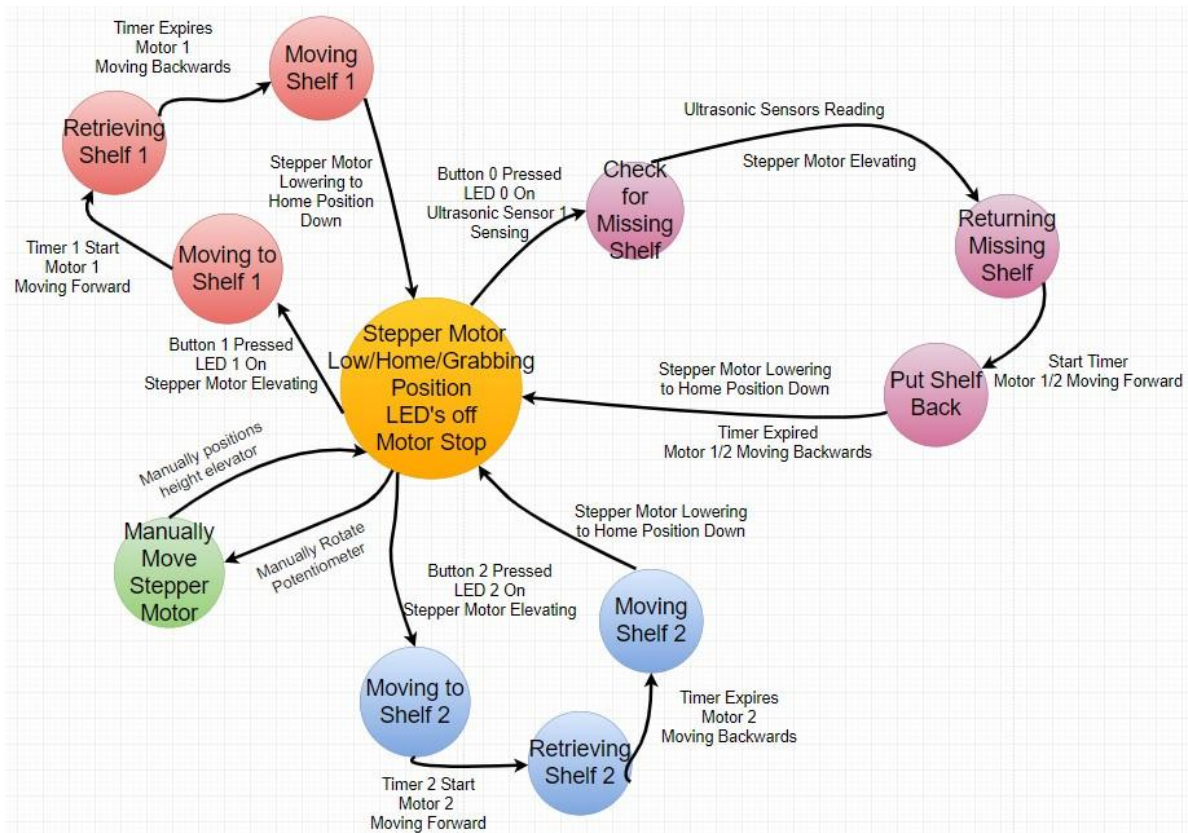 Timer Expires
Motor 1
Moving Backwards
Moving
Shelf 1
Retrieving
Shelf 1
Stepper Motor
Lowering to
Home Position
Down
Timer 1 Start
Motor 1
Moving Forward
Moving to
Shelf 1
Button 1 Pressed
LED 1 On
Stepper Motor Elevating
Button 0 Pressed
LED 0 On
Ultrasonic Sensor 1
Sensing
Check
for
Missing
Shelf
Ultrasonic Sensors Reading
Stepper Motor Elevating
Returning
Missing
Shelf
Start Timer
Motor 1/2 Moving Forward
Put Shelf
Back
Stepper Motor Lowering
to Home Position Down
Timer Expired
Motor 1/2 Moving Backwards
Stepper Motor
Low/Home/Grabbing
Position
LED's off
Motor Stop
Manually positions
height elevator
Manually
Move
Stepper
Motor
Manually Rotate
Potentiometer
Button 2 Pressed
LED 2 On
Stepper Motor Elevating
Stepper Motor Lowering
to Home Position Down
Moving
Shelf 2
Moving to
Shelf 2
Timer Expires
Motor 2
Moving Backwards
Retrieving
Shelf 2
Timer 2 Start
Motor 2
Moving Forward